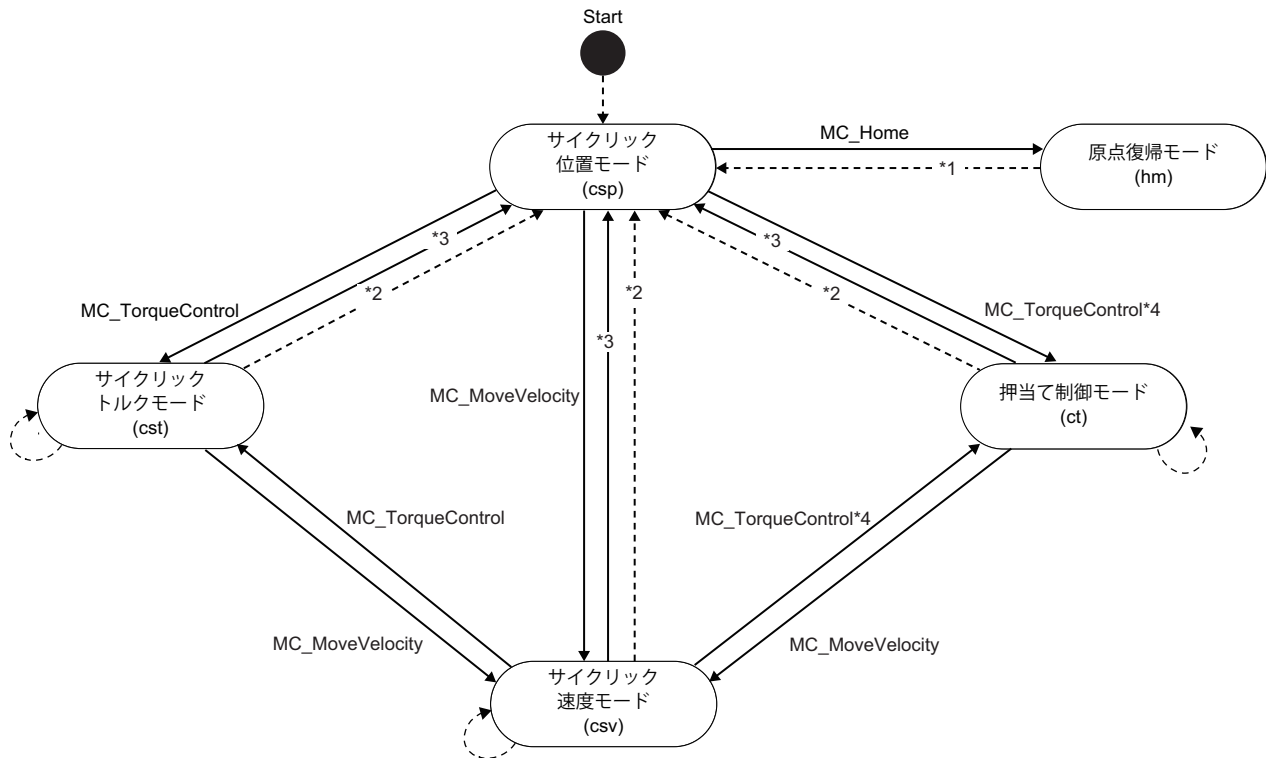 Start
サイクリック
位置モード
(csp)
MC_Home
*1
原点復帰モード
(hm)
*3
*2
MC_TorqueControl
*3
*2
MC_MoveVelocity
*3
*2
MC_TorqueControl*4
サイクリック
トルクモード
(cst)
押当て制御モード
(ct)
MC_TorqueControl
MC_TorqueControl*4
MC_MoveVelocity
MC_MoveVelocity
サイクリック
速度モード
(csv)